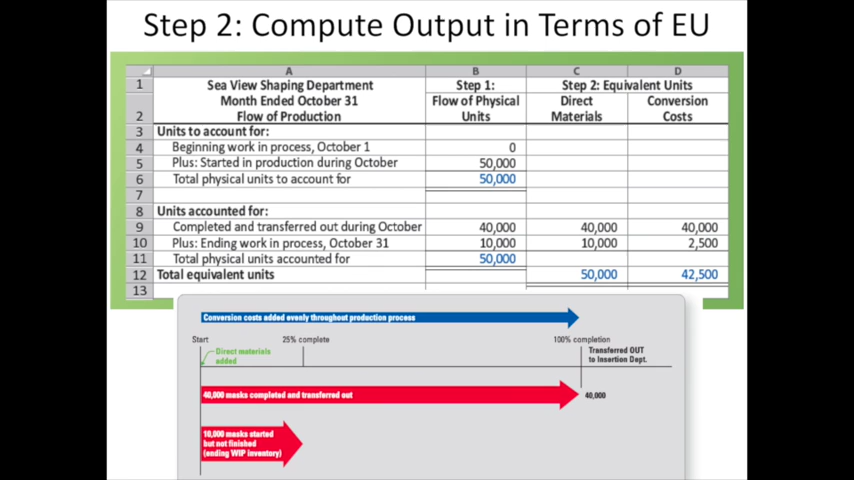 Step 2: Compute Output in Terms of EU
A B C D
1 Sea View Shaping Department Step 1: Step 2: Equivalent Units
Month Ended October 31 Flow of Physical Direct Conversion
2 Flow of Production Units Materials Costs
3 Units to account for:
4 Beginning work in process, October 1 0
5 Plus: Started in production during October 50,000
6 Total physical units to account for 50,000
7
8 Units accounted for:
9 Completed and transferred out during October 40,000 40,000 40,000
10 Plus: Ending work in process, October 31 10,000 10,000 2,500
11 Total physical units accounted for 50,000
12 Total equivalent units 50,000 42,500
13
Conversion costs added evenly throughout production process
Start 25% complete 100% completion
Direct materials
added
Transferred OUT
to Insertion Dept.
40,000 masks completed and transferred out 40,000
10,000 masks started
but not finished
(ending WIP inventory)